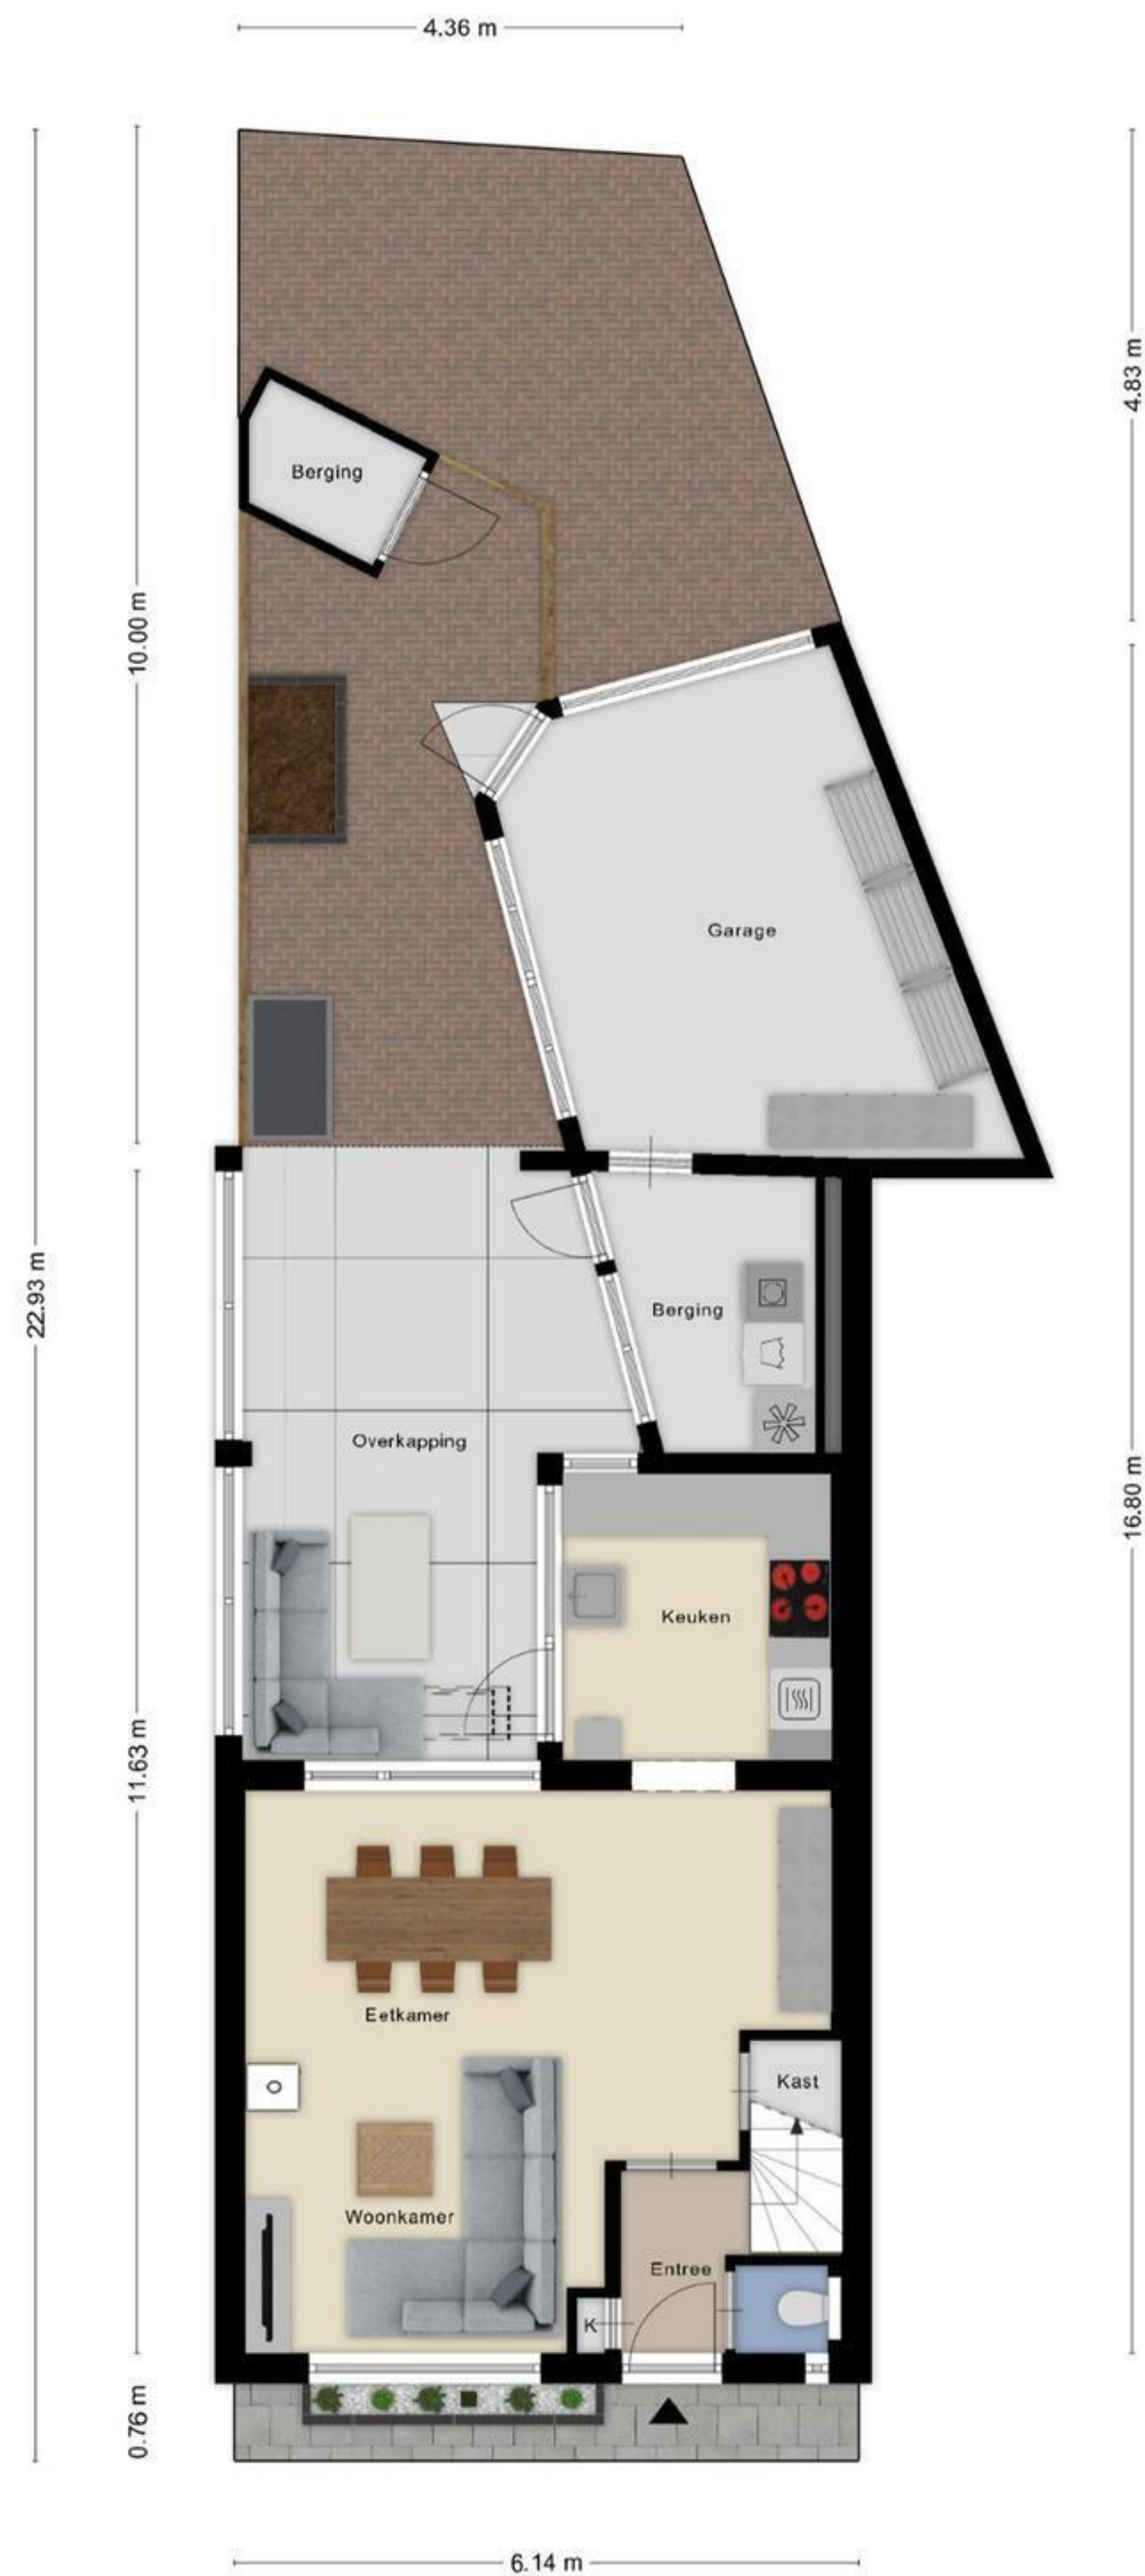 4.36 m
4.83 m
Berging
10.00 m
Garage
22.93 m
Berging
Overkapping
16.80 m
Keuken
11.63 m
Eetkamer
Kast
Woonkamer
Entree
K
0.76 m
6.14 m